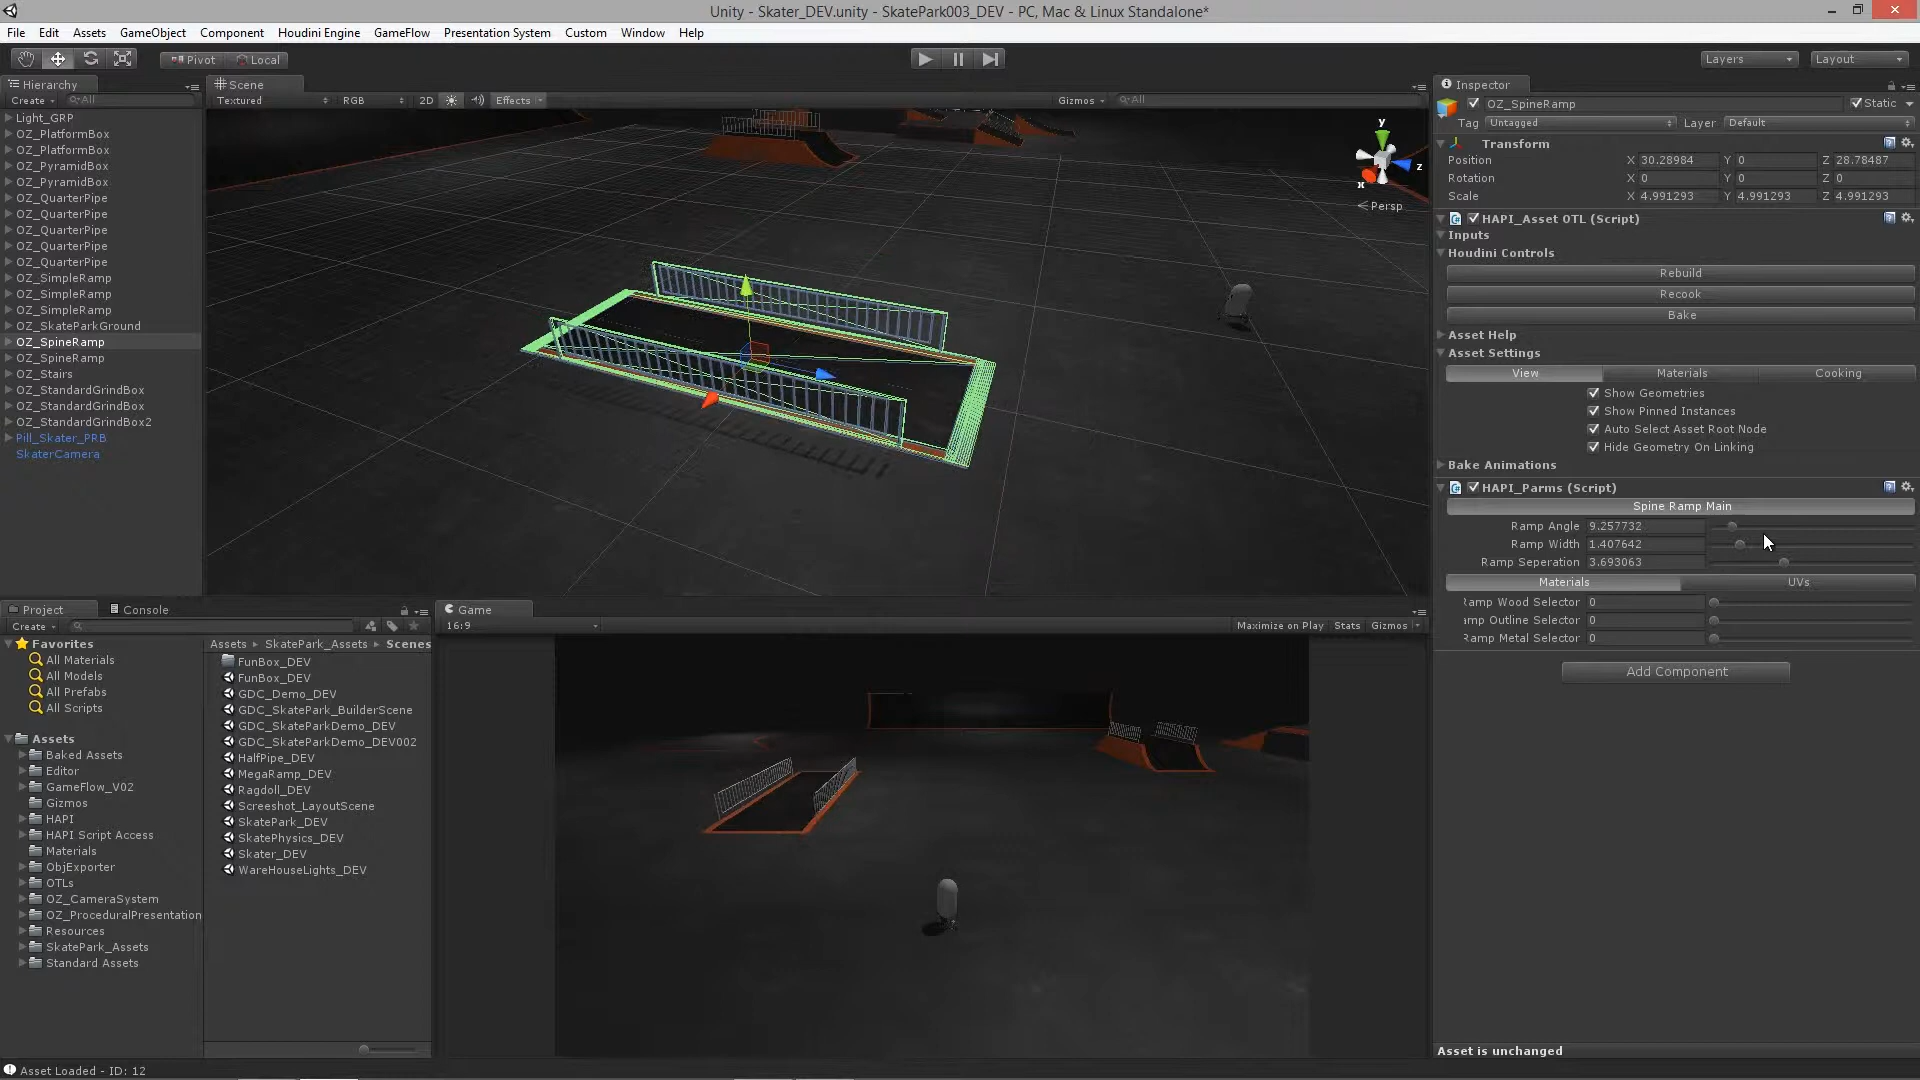 Unity - Skater_DEV.unity - SkatePark003_DEV - PC, Mac & Linux Standalone*
File Edit Assets GameObject Component Houdini Engine GameFlow Presentation System Custom Window Help
Pivot Local Layers Layout
Hierarchy
Create All
Light_GRP
OZ_PlatformBox
OZ_PlatformBox
OZ_PyramidBox
OZ_PyramidBox
OZ_QuarterPipe
OZ_QuarterPipe
OZ_QuarterPipe
OZ_QuarterPipe
OZ_QuarterPipe
OZ_SimpleRamp
OZ_SimpleRamp
OZ_SimpleRamp
OZ_SkateParkGround
OZ_SpineRamp
OZ_SpineRamp
OZ_Stairs
OZ_StandardGrindBox
OZ_StandardGrindBox
OZ_StandardGrindBox2
Pill_Skater_PRB
SkaterCamera
Scene
Textured RGB 2D Effects Gizmos All
y
z
x
Persp
Inspector
OZ_SpineRamp Static
Tag Untagged Layer Default
Transform
Position X 30.28984 Y 0 Z 28.78487
Rotation X 0 Y 0 Z 0
Scale X 4.991293 Y 4.991293 Z 4.991293
HAPI_Asset OTL (Script)
Inputs
Houdini Controls
Rebuild
Recook
Bake
Asset Help
Asset Settings
View Materials Cooking
Show Geometries
Show Pinned Instances
Auto Select Asset Root Node
Hide Geometry On Linking
Bake Animations
HAPI_Parms (Script)
Spine Ramp Main
Ramp Angle 9.257732
Ramp Width 1.407642
Ramp Seperation 3.693063
Materials UVs
Ramp Wood Selector 0
amp Outline Selector 0
Ramp Metal Selector 0
Add Component
Asset is unchanged
Project Console
Create
Favorites
All Materials
All Models
All Prefabs
All Scripts
Assets
Baked Assets
Editor
GameFlow_V02
Gizmos
HAPI
HAPI Script Access
Materials
ObjExporter
OTLs
OZ_CameraSystem
OZ_ProceduralPresentation
Resources
SkatePark_Assets
Standard Assets
Assets SkatePark_Assets Scenes
FunBox_DEV
FunBox_DEV
GDC_Demo_DEV
GDC_SkatePark_BuilderScene
GDC_SkateParkDemo_DEV
GDC_SkateParkDemo_DEV002
HalfPipe_DEV
MegaRamp_DEV
Ragdoll_DEV
Screeshot_LayoutScene
SkatePark_DEV
SkatePhysics_DEV
Skater_DEV
WareHouseLights_DEV
Game
16:9 Maximize on Play Stats Gizmos
Asset Loaded - ID: 12